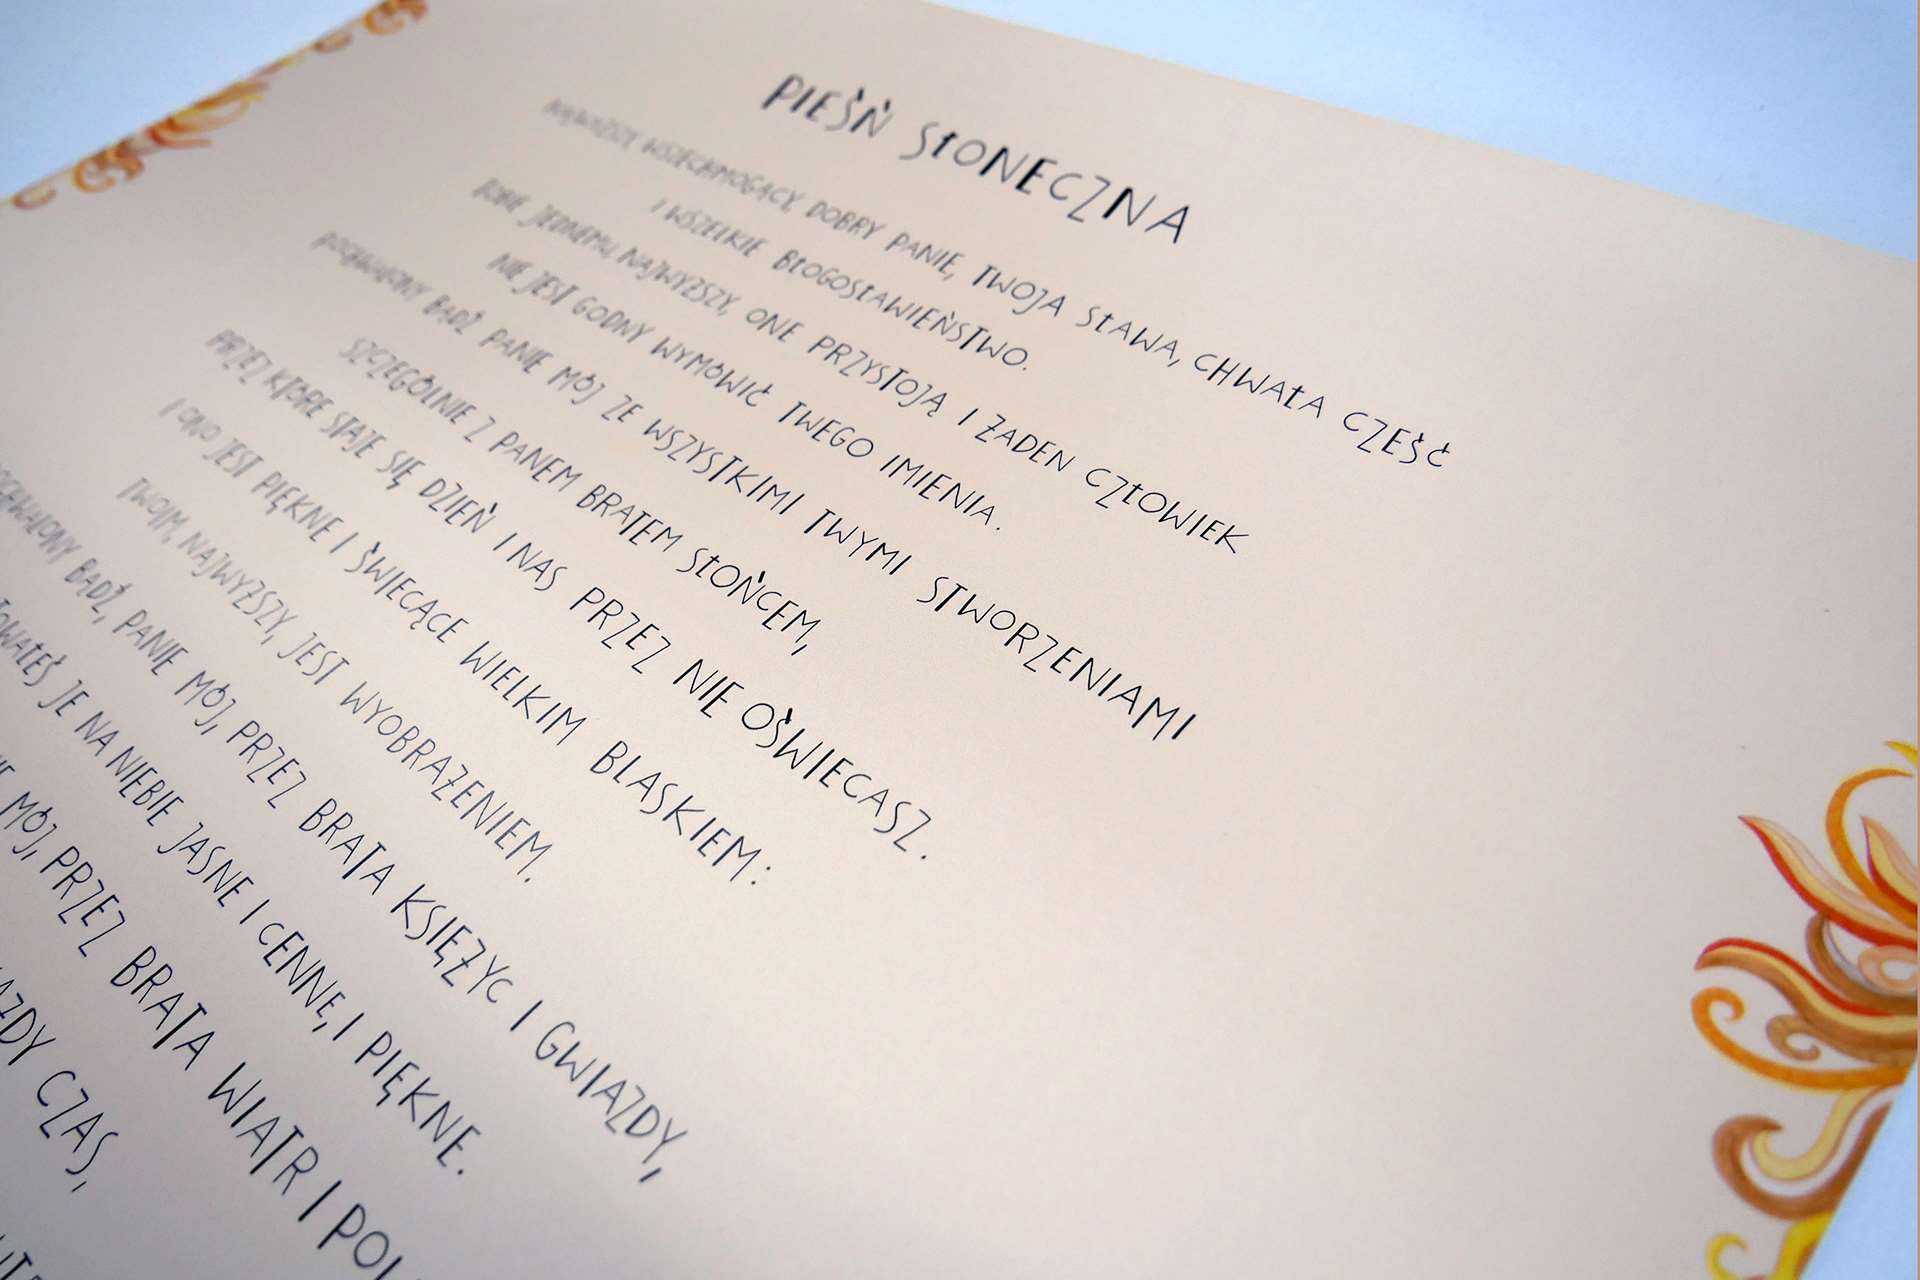 PIEŚŃ SŁONECZNA
NAJWYŻSZY, WSZECHMOGĄCY, DOBRY PANIE, TWOJA SŁAWA, CHWAŁA CZEŚĆ
I WSZELKIE BŁOGOSŁAWIEŃSTWO.
TOBIE JEDNEMU, NAJWYŻSZY, ONE PRZYSTOJĄ I ŻADEN CZŁOWIEK
NIE JEST GODNY WYMÓWIĆ TWEGO IMIENIA.
POCHWALONY BĄDŹ PANIE MÓJ ZE WSZYSTKIMI TWYMI STWORZENIAMI
SZCZEGÓLNIE Z PANEM BRATEM SŁOŃCEM,
PRZEZ KTÓRE STAJE SIĘ DZIEŃ I NAS PRZEZ NIE OŚWIECASZ.
I ONO JEST PIĘKNE I ŚWIECĄCE WIELKIM BLASKIEM:
TWOIM, NAJWYŻSZY, JEST WYOBRAŻENIEM.
POCHWALONY BĄDŹ, PANIE MÓJ, PRZEZ BRATA KSIĘŻYC I GWIAZDY,
JE NA NIEBIE JASNE I CENNE, I PIĘKNE.
MÓJ, PRZEZ BRATA WIATR I
CZAS,